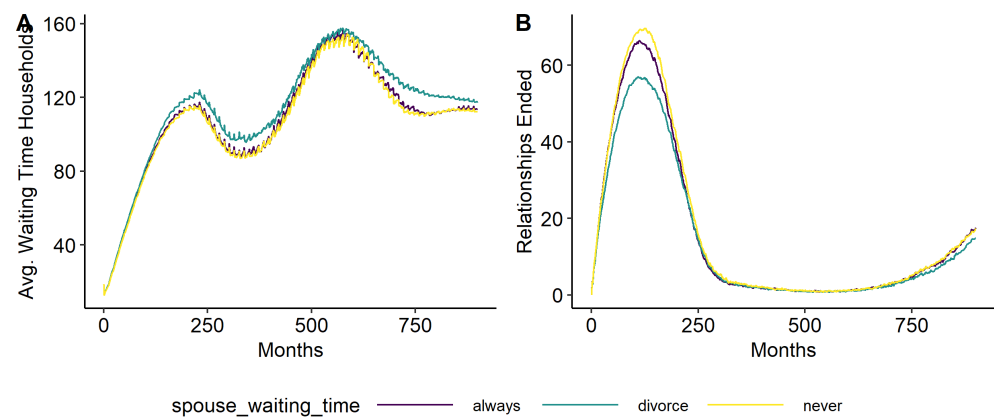 A
B
Avg. Waiting Time Households
160
120
80
40
0
250
500
750
Months
Relationships Ended
60
40
20
0
0
250
500
750
Months
spouse_waiting_time
always
divorce
never